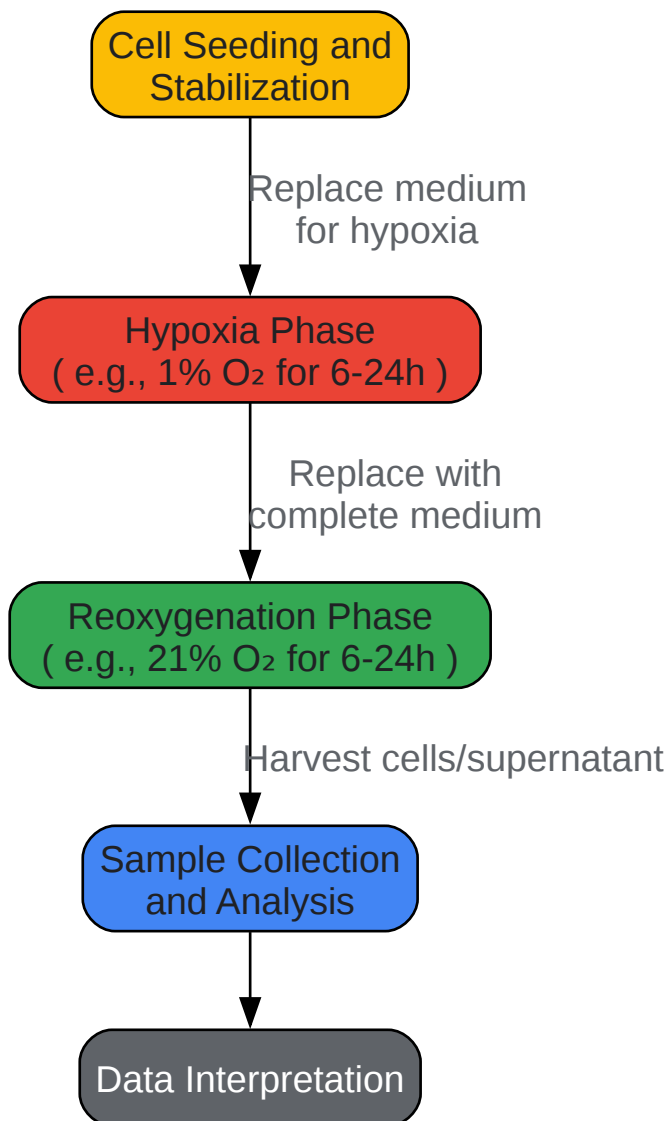 Cell Seeding and
Stabilization
Replace medium
for hypoxia
Hypoxia Phase
( e.g., 1% O₂ for 6-24h )
Replace with
complete medium
Reoxygenation Phase
( e.g., 21% O₂ for 6-24h )
Harvest cells/supernatant
Sample Collection
and Analysis
Data Interpretation